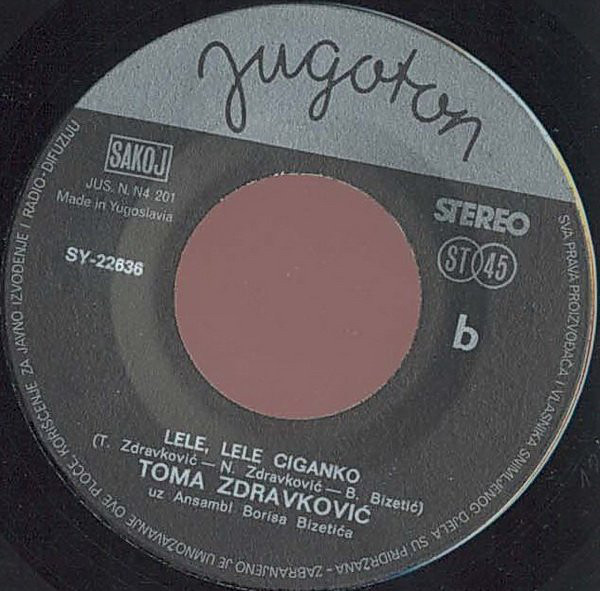 jugoton
SAKOJ
JUS. N. N4 201
Made in Yugoslavia
STEREO
ST 45
SY-22636
b
LELE, LELE CIGANKO
(T. Zdravković — N. Zdravković — B. Bizetić)
TOMA ZDRAVKOVIĆ
uz Ansambl Borisa Bizetića
SVA PRAVA PROIZVOĐAČA I VLASNIKA SNIMLJENOG DJELA SU PRIDRŽANA - ZABRANJENO JE UMNOŽAVANJE OVE PLOČE, KORIŠĆENJE ZA JAVNO IZVOĐENJE I RADIO-DIFUZIJU